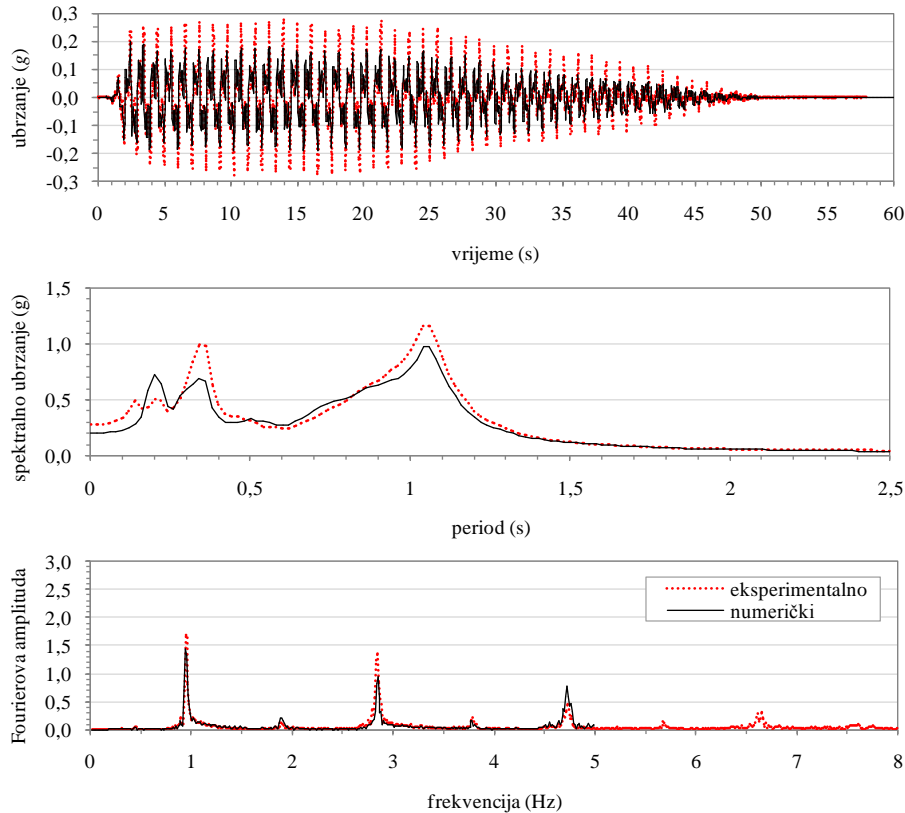 0,3
0,2
0,1
0,0
-0,1
-0,2
-0,3
ubrzanje (g)
0 5 10 15 20 25 30 35 40 45 50 55 60
vrijeme (s)
1,5
1,0
0,5
0,0
spektralno ubrzanje (g)
0 0,5 1 1,5 2 2,5
period (s)
3,0
2,5
2,0
1,5
1,0
0,5
0,0
Fourierova amplituda
eksperimentalno
numerički
0 1 2 3 4 5 6 7 8
frekvencija (Hz)